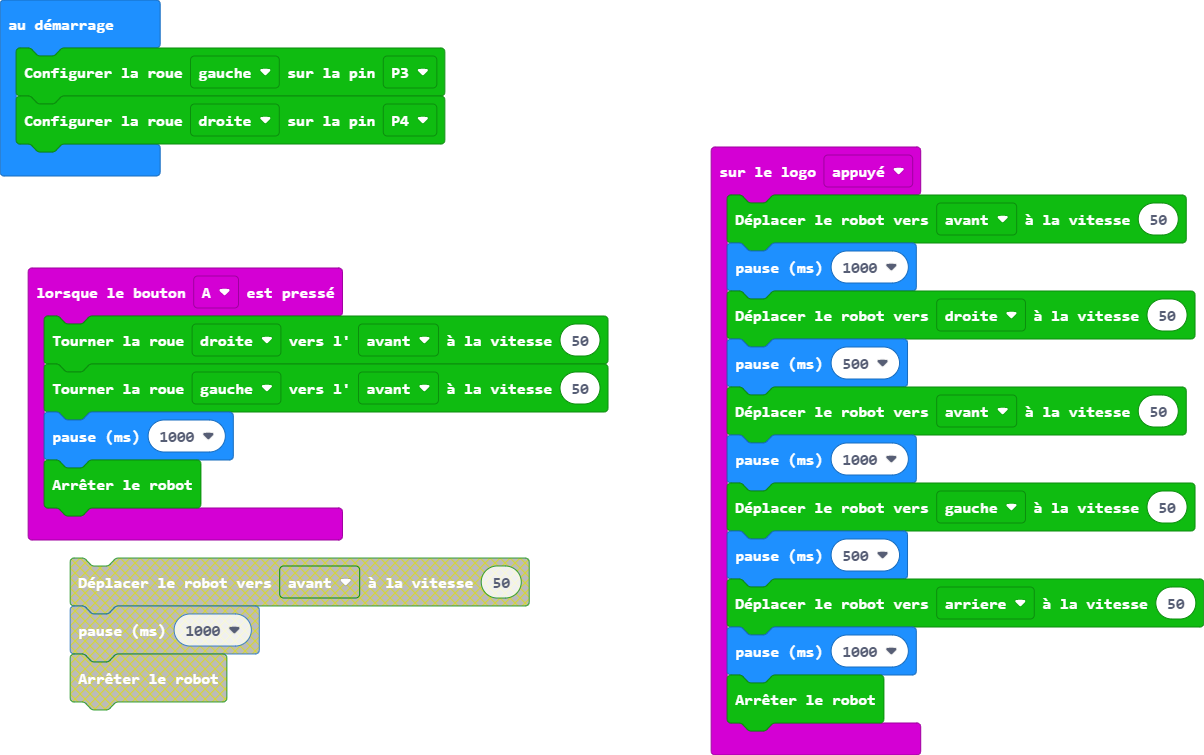 au démarrage
Configurer la roue gauche sur la pin P3
Configurer la roue droite sur la pin P4
lorsque le bouton A est pressé
Tourner la roue droite vers l' avant à la vitesse 50
Tourner la roue gauche vers l' avant à la vitesse 50
pause (ms) 1000
Arrêter le robot
Déplacer le robot vers avant à la vitesse 50
pause (ms) 1000
Arrêter le robot
sur le logo appuyé
Déplacer le robot vers avant à la vitesse 50
pause (ms) 1000
Déplacer le robot vers droite à la vitesse 50
pause (ms) 500
Déplacer le robot vers avant à la vitesse 50
pause (ms) 1000
Déplacer le robot vers gauche à la vitesse 50
pause (ms) 500
Déplacer le robot vers arriere à la vitesse 50
pause (ms) 1000
Arrêter le robot